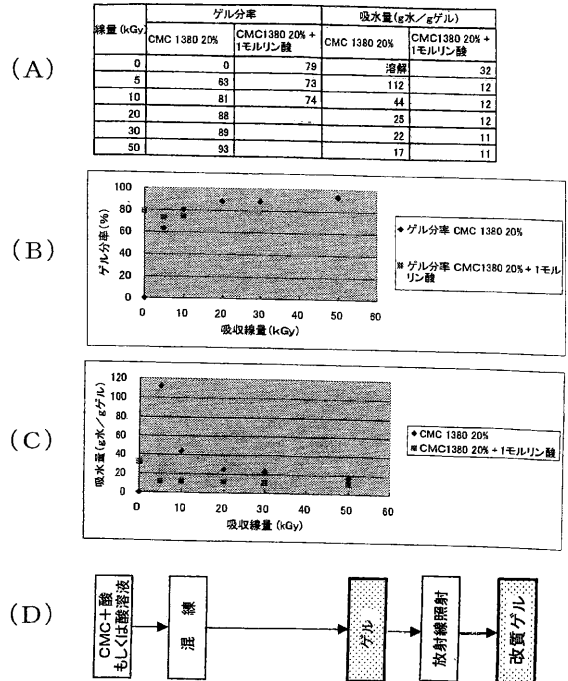 (A)
線量(kGy) ゲル分率 吸水量(g水/gゲル)
CMC 1380 20% CMC1380 20%+1モルリン酸 CMC 1380 20% CMC1380 20%+1モルリン酸
0 0 79 溶解 32
5 63 73 112 12
10 81 74 44 12
20 88 25 12
30 89 22 11
50 93 17 11
(B)
ゲル分率(%)
100
80
60
40
20
0
0 10 20 30 40 50 60
吸収線量(kGy)
ゲル分率 CMC 1380 20%
ゲル分率 CMC1380 20%+1モル
リン酸
(C)
吸水量(g水/gゲル)
120
100
80
60
40
20
0
0 10 20 30 40 50 60
吸収線量(kGy)
CMC 1380 20%
CMC1380 20%+1モルリン酸
(D)
CMC+酸
もしくは酸溶液
混練
ゲル
放射線照射
改質ゲル